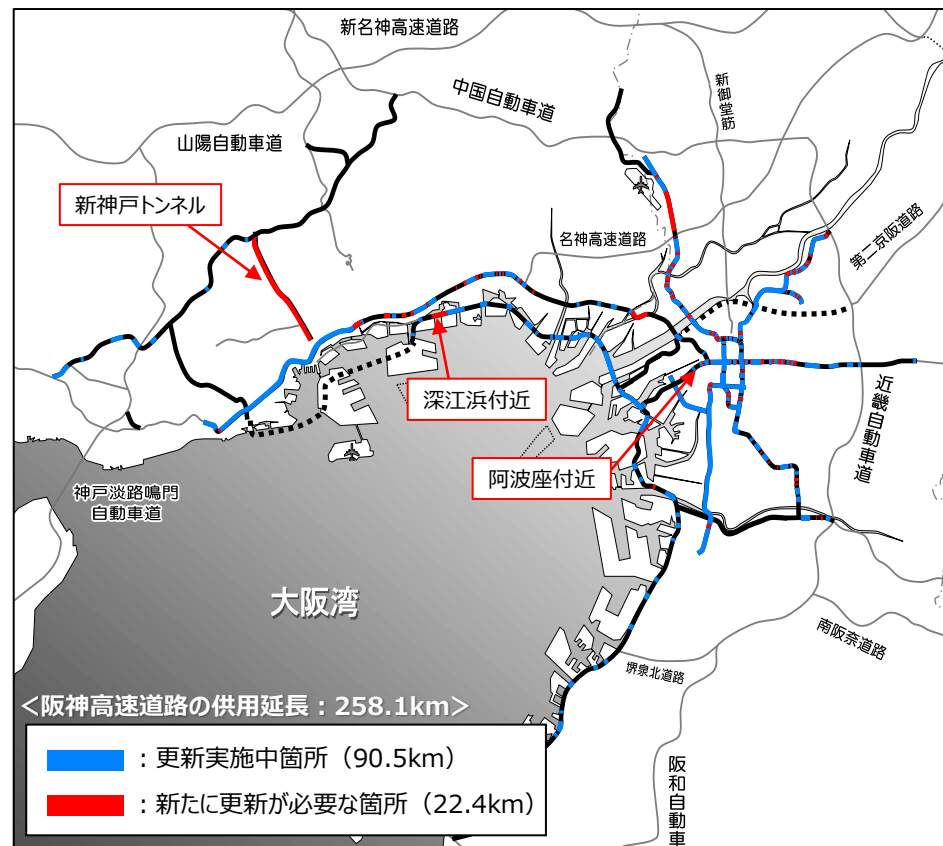 新名神高速道路
中国自動車道
新御堂筋
山陽自動車道
新神戸トンネル
名神高速道路
第二京阪道路
深江浜付近
近畿自動車道
阿波座付近
神戸淡路鳴門
自動車道
大阪湾
南阪奈道路
堺泉北道路
<阪神高速道路の供用延長:258.1km>
:更新実施中箇所(90.5km)
:新たに更新が必要な箇所(22.4km)
阪和自動車